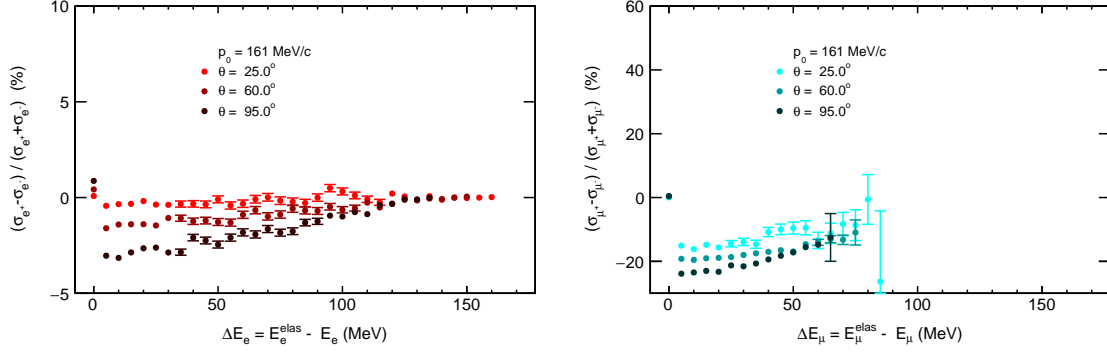 (σe⁺-σe⁻) / (σe⁺+σe⁻) (%)
10
5
0
−5
p₀ = 161 MeV/c
θ = 25.0°
θ = 60.0°
θ = 95.0°
0 50 100 150
ΔEₑ = Eₑᵉˡᵃˢ - Eₑ (MeV)
(σμ⁺-σμ⁻) / (σμ⁺+σμ⁻) (%)
60
40
20
0
−20
p₀ = 161 MeV/c
θ = 25.0°
θ = 60.0°
θ = 95.0°
0 50 100 150
ΔEμ = Eμᵉˡᵃˢ - Eμ (MeV)